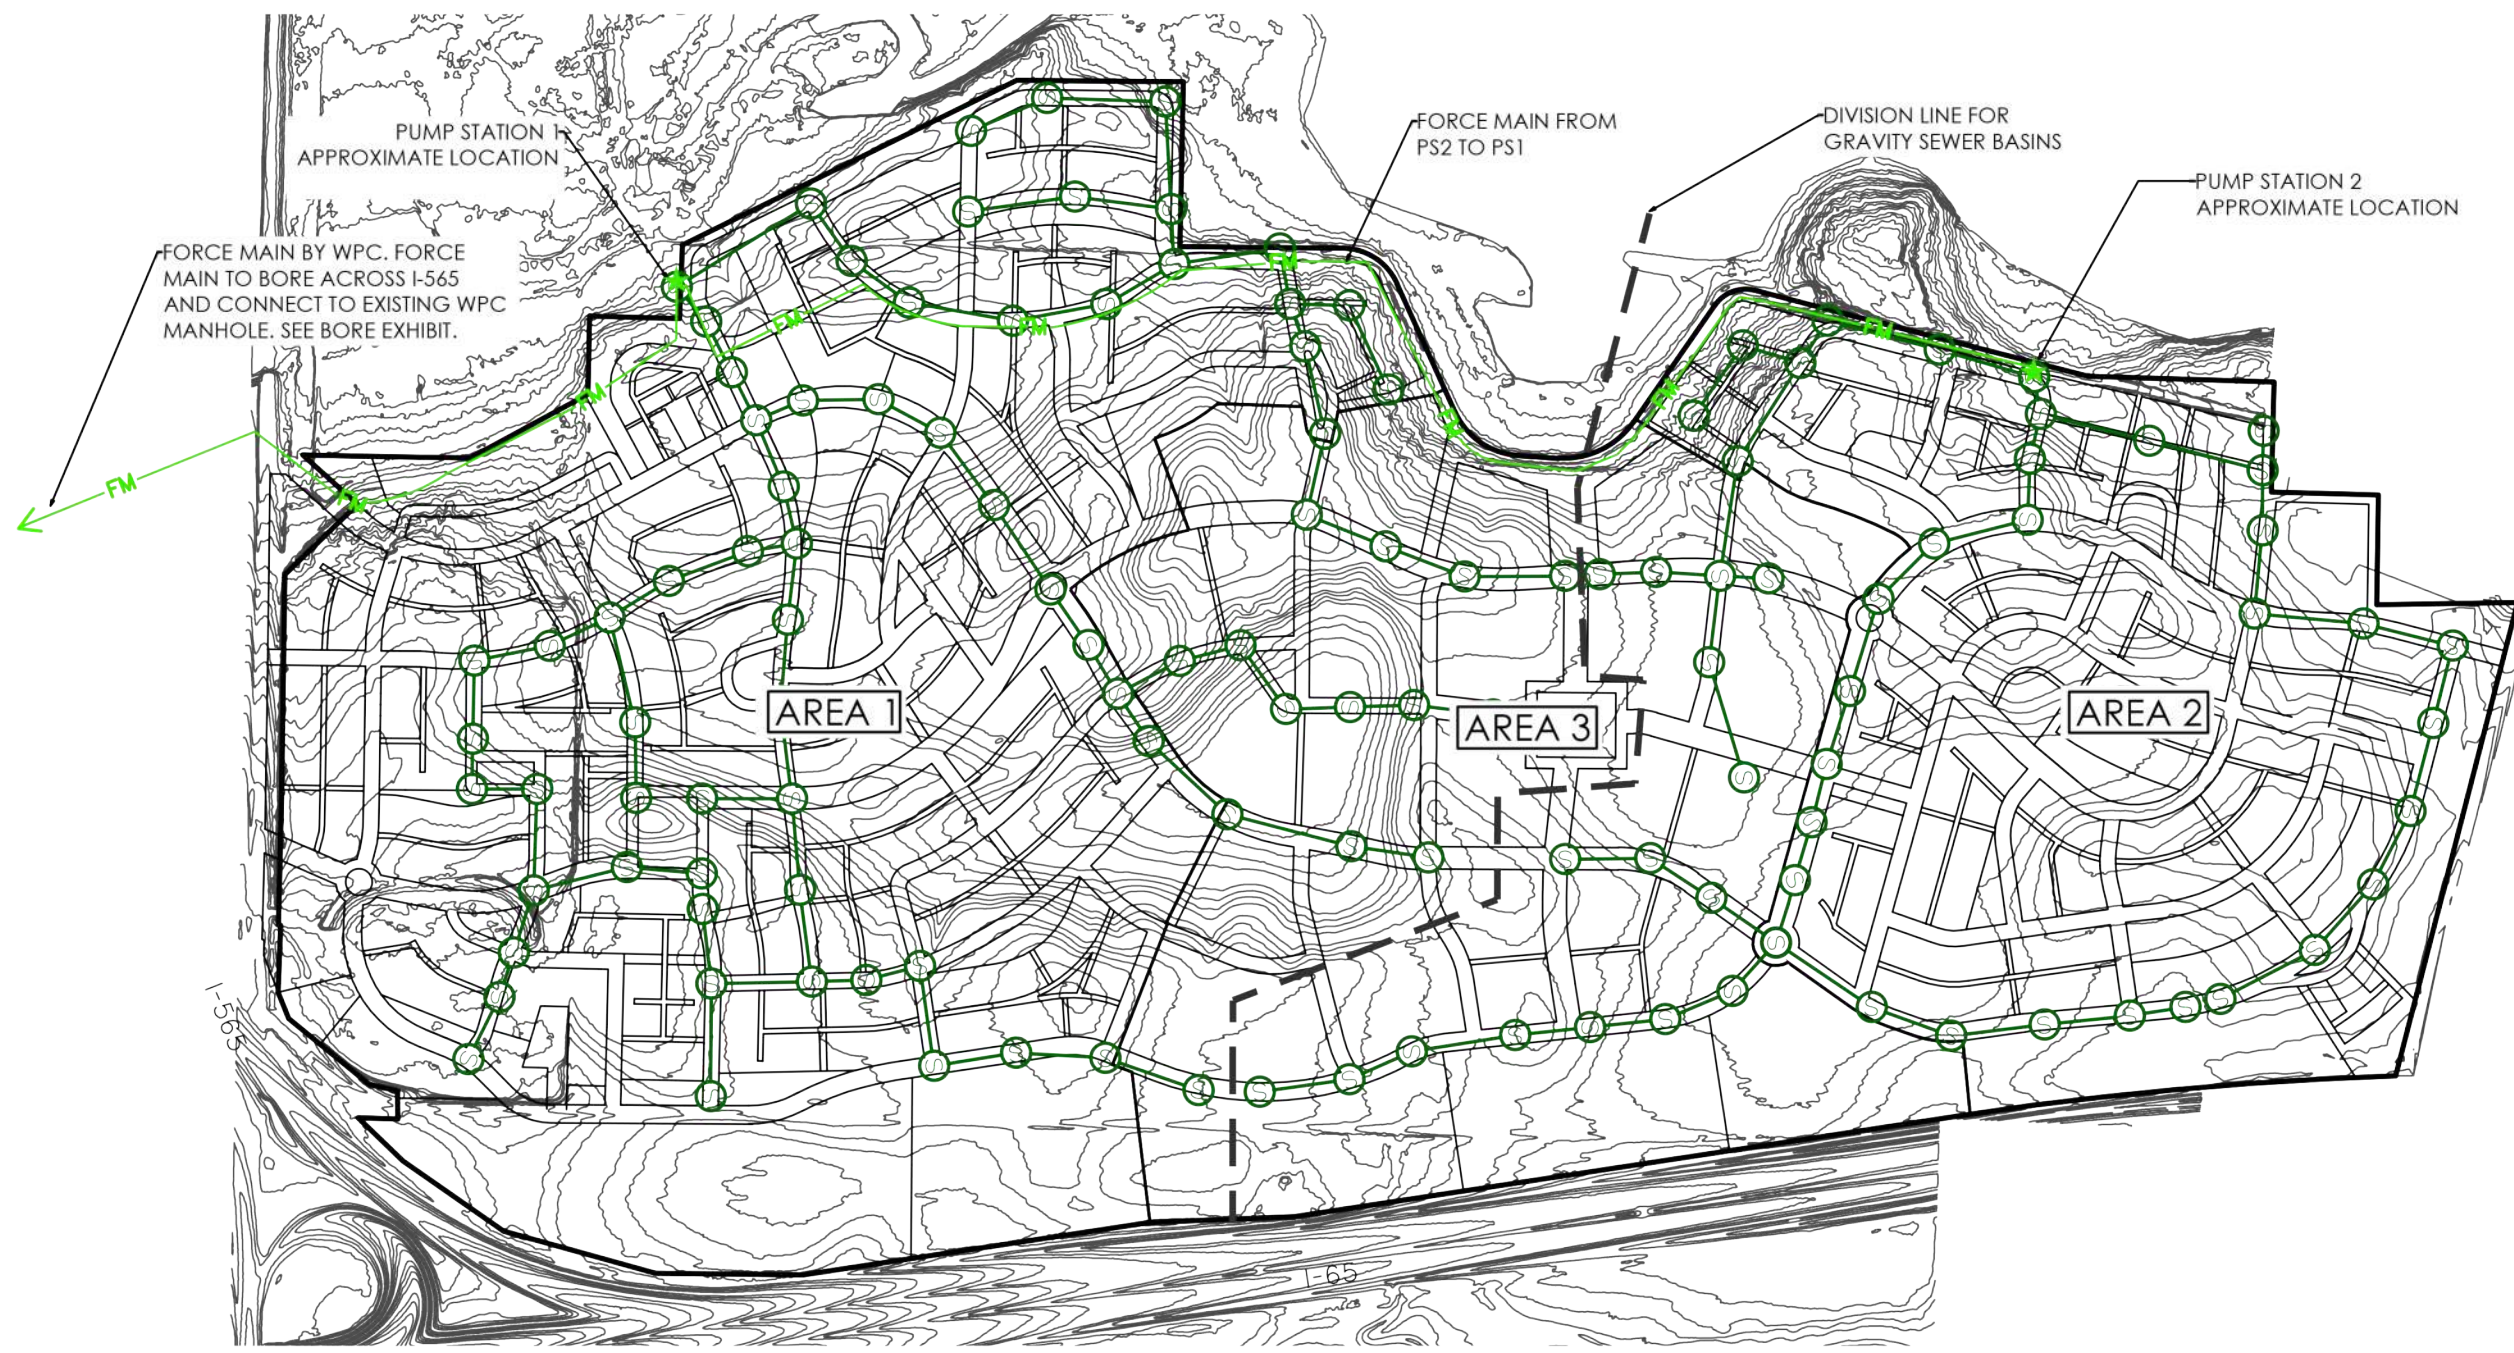 PUMP STATION 1
APPROXIMATE LOCATION
FORCE MAIN FROM
PS2 TO PS1
DIVISION LINE FOR
GRAVITY SEWER BASINS
PUMP STATION 2
APPROXIMATE LOCATION
FORCE MAIN BY WPC. FORCE
MAIN TO BORE ACROSS I-565
AND CONNECT TO EXISTING WPC
MANHOLE. SEE BORE EXHIBIT.
FM
FM
FM
FM
FM
FM
FM
FM
FM
AREA 1
AREA 3
AREA 2
I-565
I-65